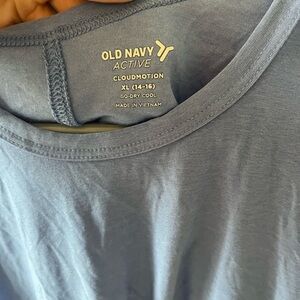 OLD NAVY
ACTIVE
CLOUDMOTION
XL (14-16)
GO-DRY COOL
MADE IN VIETNAM